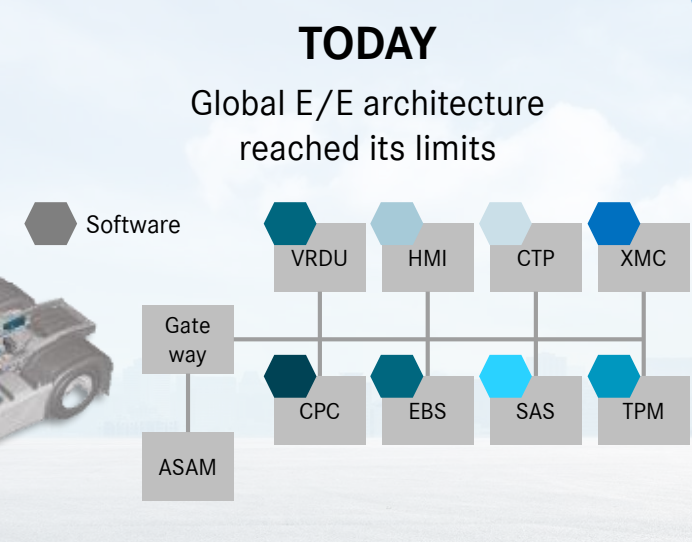 TODAY
Global E/E architecture
reached its limits
Software
VRDU
HMI
CTP
XMC
Gate
way
CPC
EBS
SAS
TPM
ASAM